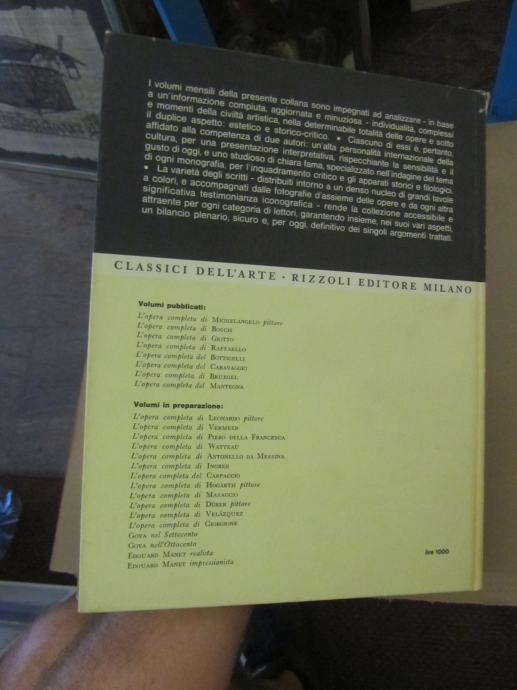 I volumi mensili della presente collana sono impegnati ad analizzare - in base
a un'informazione compiuta, aggiornata e minuziosa - individualità, complessi
e momenti della civiltà artistica, nella determinabile totalità delle opere e sotto
il duplice aspetto: estetico e storico-critico. • Ciascuno di essi è, pertanto,
affidato alla competenza di due autori: un'alta personalità internazionale della
cultura, per una presentazione interpretativa, rispecchiante la sensibilità e il
gusto di oggi, e uno studioso di chiara fama, specializzato nell'indagine del tema
di ogni monografia, per l'inquadramento critico e gli apparati storici e filologici.
• La varietà degli scritti - distribuiti intorno a un denso nucleo di grandi tavole
a colori, e accompagnati dalle fotografie d'assieme delle opere e da ogni altra
significativa testimonianza iconografica - rende la collezione accessibile e
attraente per ogni categoria di lettori, garantendo insieme, nei suoi vari aspetti,
un bilancio plenario, sicuro e, per oggi, definitivo dei singoli argomenti trattati.
CLASSICI DELL'ARTE · RIZZOLI EDITORE MILANO
Volumi pubblicati:
L'opera completa di MICHELANGELO pittore
L'opera completa di BOSCH
L'opera completa di GIOTTO
L'opera completa di RAFFAELLO
L'opera completa del BOTTICELLI
L'opera completa del CARAVAGGIO
L'opera completa di BRUEGEL
L'opera completa del MANTEGNA
Volumi in preparazione:
L'opera completa di LEONARDO pittore
L'opera completa di VERMEER
L'opera completa di PIERO DELLA FRANCESCA
L'opera completa di WATTEAU
L'opera completa di ANTONELLO DA MESSINA
L'opera completa di INGRES
L'opera completa del CARPACCIO
L'opera completa di HOGARTH pittore
L'opera completa di MASACCIO
L'opera completa di DÜRER pittore
L'opera completa di VELÁZQUEZ
L'opera completa di GIORGIONE
GOYA nel Settecento
GOYA nell'Ottocento
EDOUARD MANET realista
EDOUARD MANET impressionista
lire 1000